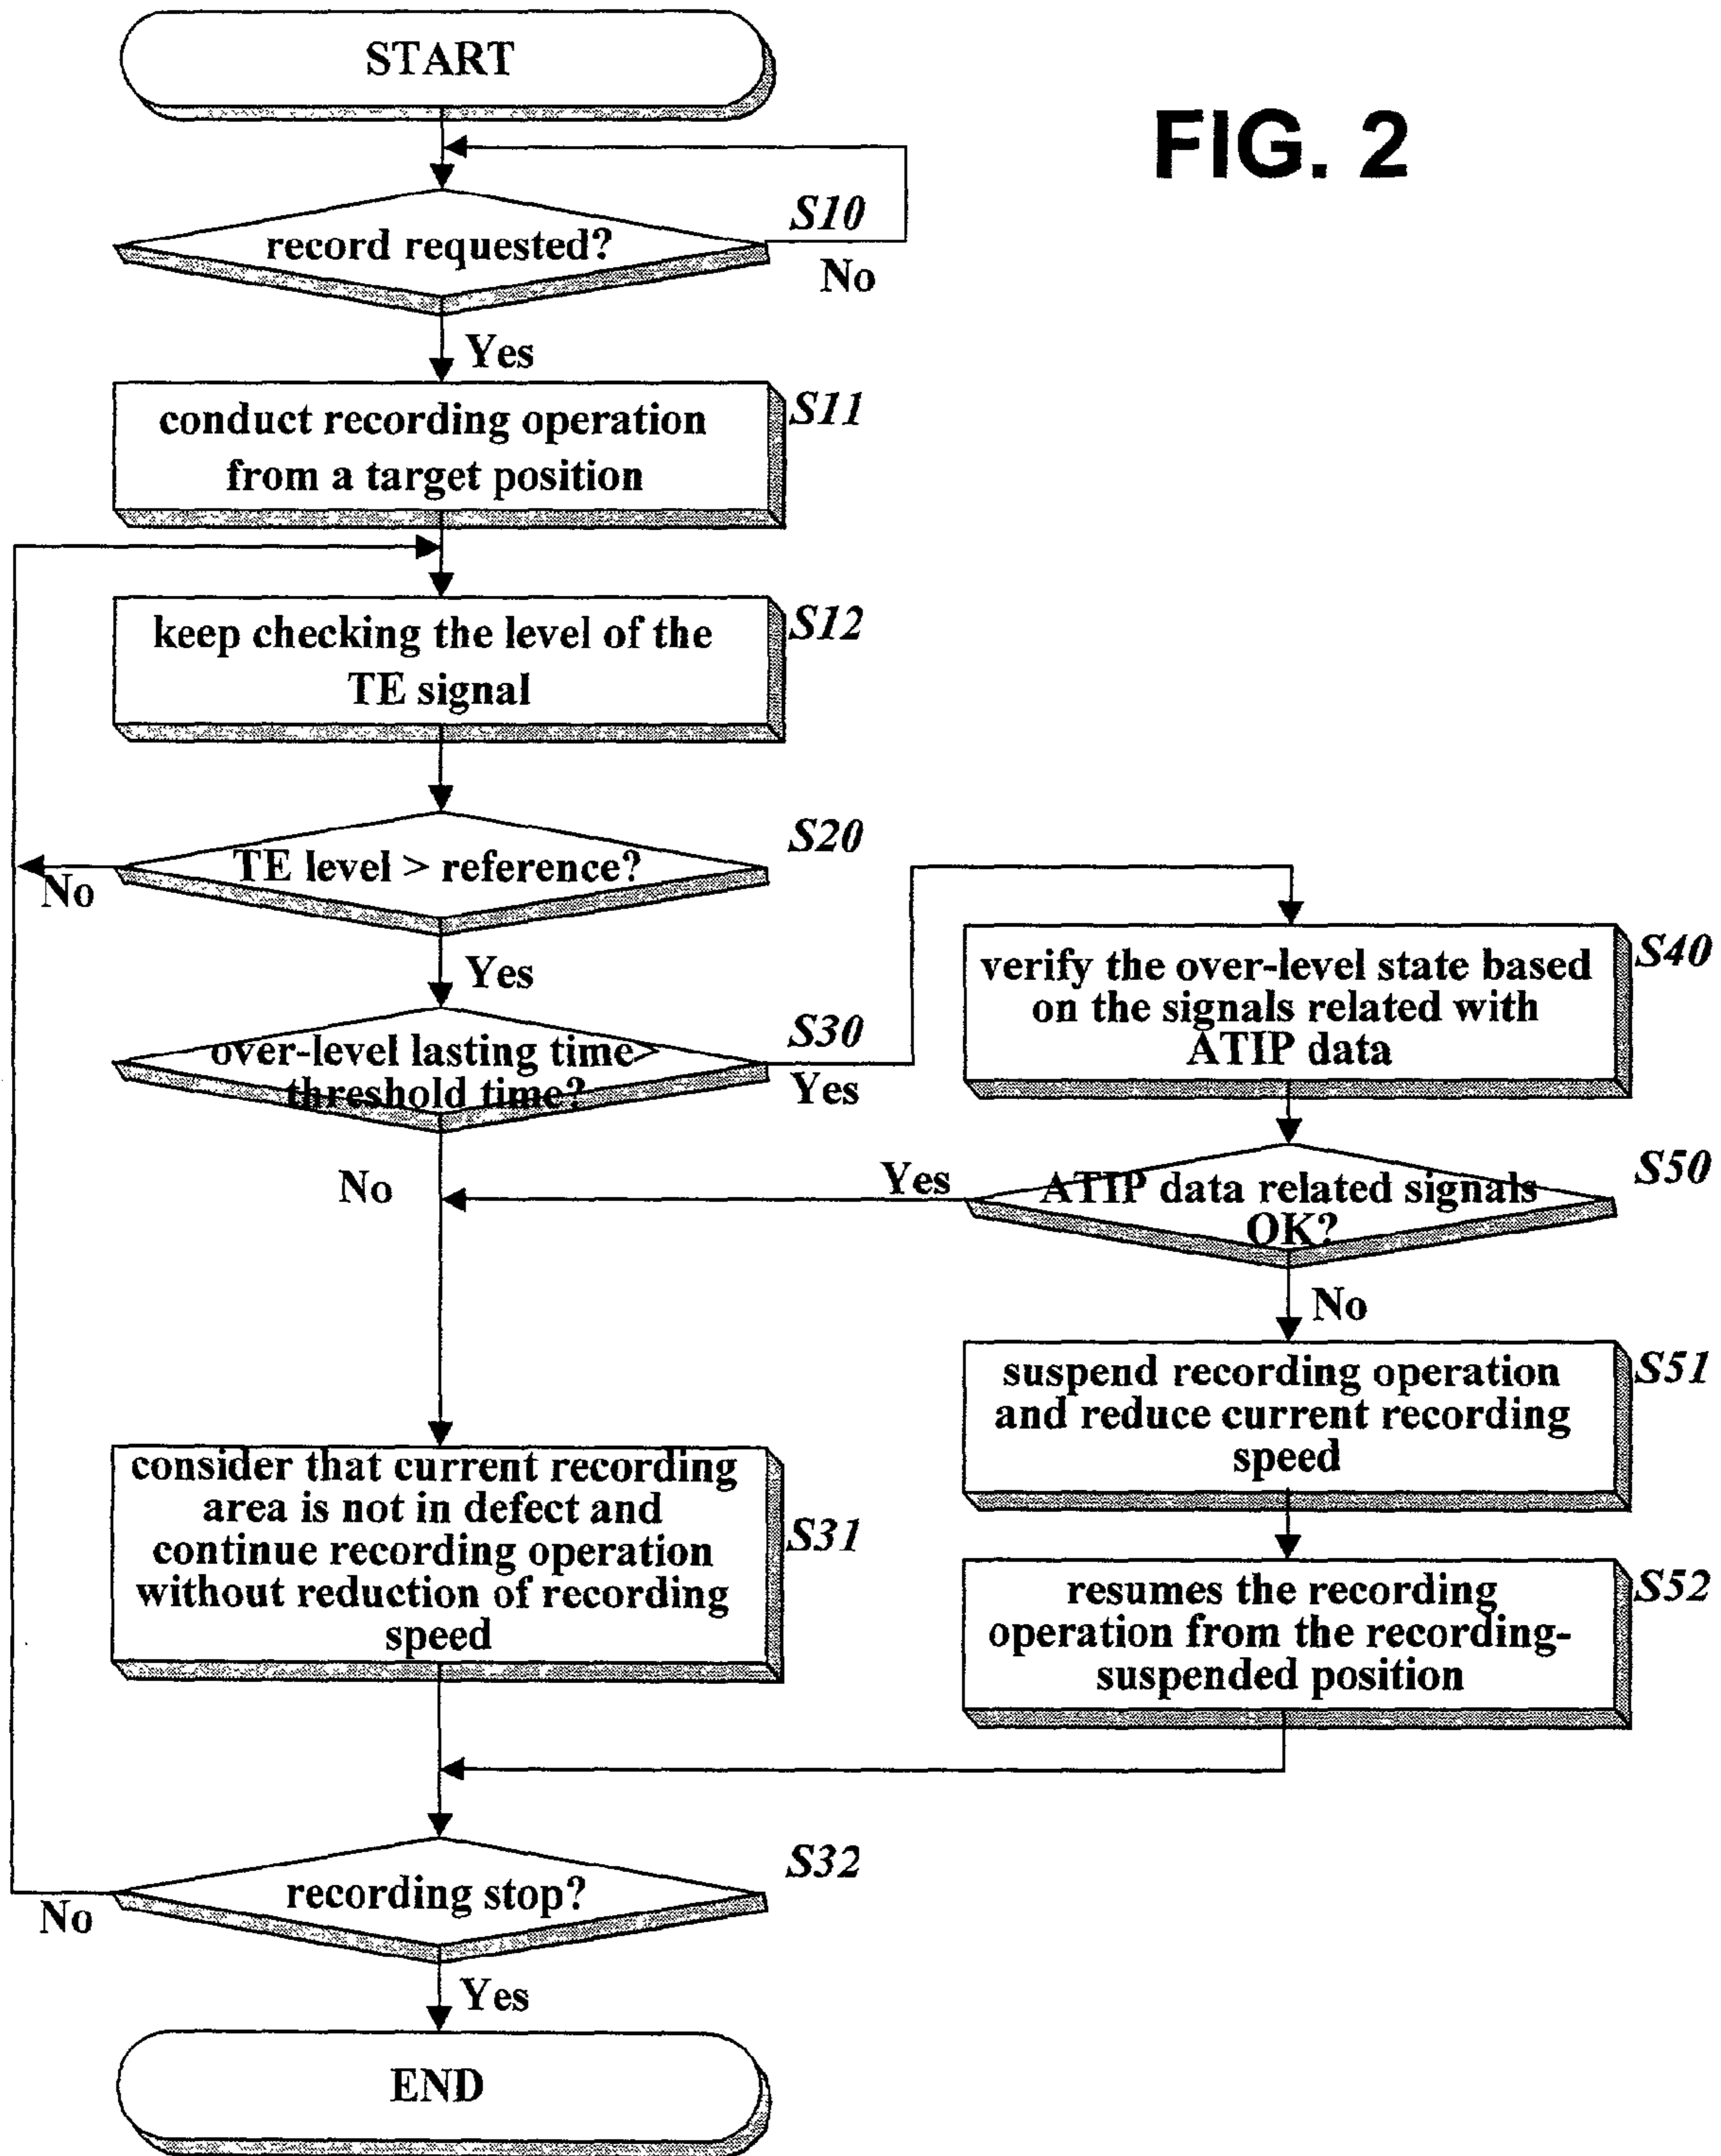 START
FIG. 2
S10
record requested?
No
Yes
conduct recording operation
from a target position
S11
keep checking the level of the
TE signal
S12
S20
TE level > reference?
No
Yes
S30
over-level lasting time>
threshold time?
Yes
No
verify the over-level state based
on the signals related with
ATIP data
S40
S50
ATIP data related signals
OK?
Yes
No
suspend recording operation
and reduce current recording
speed
S51
consider that current recording
area is not in defect and
continue recording operation
without reduction of recording
speed
S31
resumes the recording
operation from the recording-
suspended position
S52
S32
recording stop?
No
Yes
END